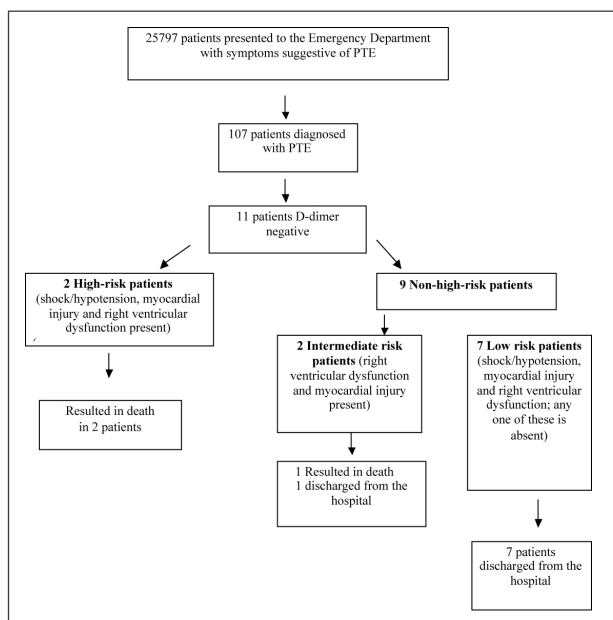 25797 patients presented to the Emergency Department
with symptoms suggestive of PTE
107 patients diagnosed
with PTE
11 patients D-dimer
negative
2 High-risk patients
(shock/hypotension, myocardial
injury and right ventricular
dysfunction present)
9 Non-high-risk patients
2 Intermediate risk
patients (right
ventricular dysfunction
and myocardial injury
present)
7 Low risk patients
(shock/hypotension,
myocardial injury
and right ventricular
dysfunction; any
one of these is
absent)
Resulted in death
in 2 patients
1 Resulted in death
1 discharged from the
hospital
7 patients
discharged from the
hospital